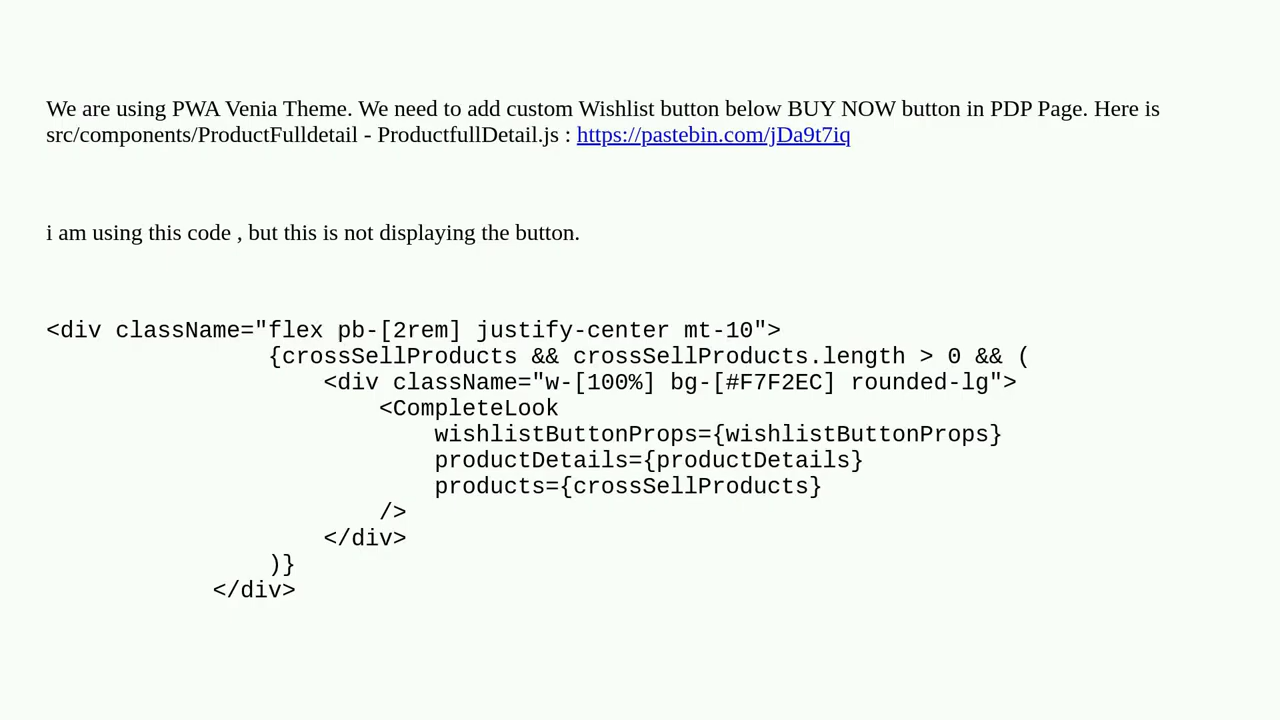 We are using PWA Venia Theme. We need to add custom Wishlist button below BUY NOW button in PDP Page. Here is
src/components/ProductFulldetail - ProductfullDetail.js : https://pastebin.com/jDa9t7iq
i am using this code , but this is not displaying the button.
<div className="flex pb-[2rem] justify-center mt-10">
                {crossSellProducts && crossSellProducts.length > 0 && (
                    <div className="w-[100%] bg-[#F7F2EC] rounded-lg">
                        <CompleteLook
                            wishlistButtonProps={wishlistButtonProps}
                            productDetails={productDetails}
                            products={crossSellProducts}
                        />
                    </div>
                )}
            </div>